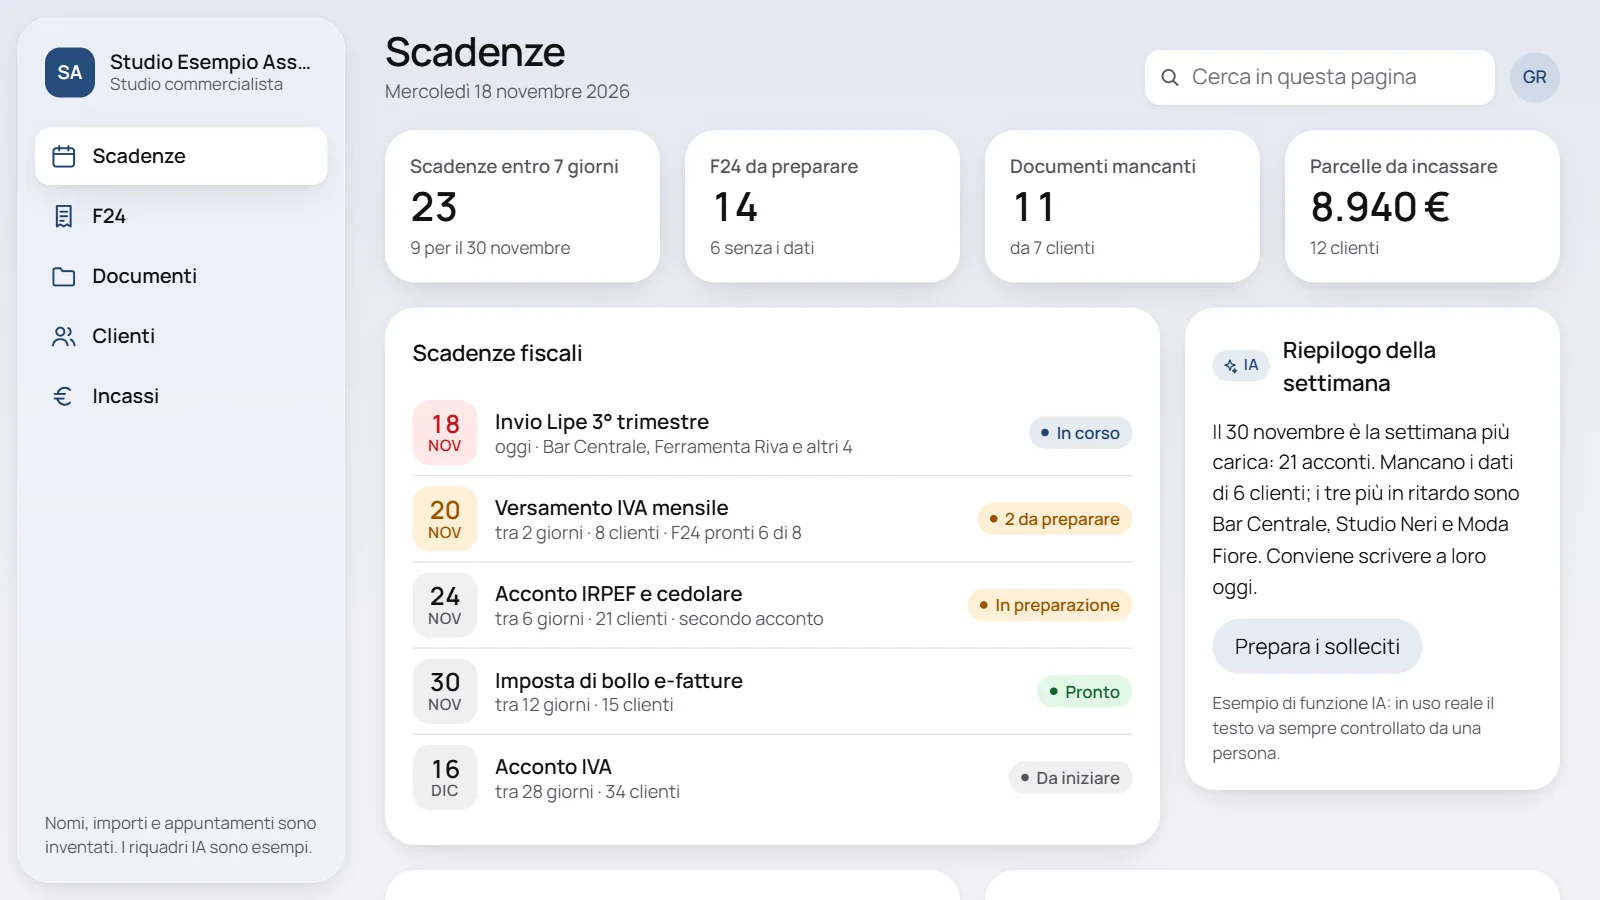 SA
Studio Esempio Ass…
Studio commercialista
Scadenze
F24
Documenti
Clienti
Incassi
Nomi, importi e appuntamenti sono
inventati. I riquadri IA sono esempi.
Scadenze
Mercoledì 18 novembre 2026
Cerca in questa pagina
GR
Scadenze entro 7 giorni
23
9 per il 30 novembre
F24 da preparare
14
6 senza i dati
Documenti mancanti
11
da 7 clienti
Parcelle da incassare
8.940 €
12 clienti
Scadenze fiscali
18
NOV
Invio Lipe 3° trimestre
oggi · Bar Centrale, Ferramenta Riva e altri 4
In corso
20
NOV
Versamento IVA mensile
tra 2 giorni · 8 clienti · F24 pronti 6 di 8
2 da preparare
24
NOV
Acconto IRPEF e cedolare
tra 6 giorni · 21 clienti · secondo acconto
In preparazione
30
NOV
Imposta di bollo e-fatture
tra 12 giorni · 15 clienti
Pronto
16
DIC
Acconto IVA
tra 28 giorni · 34 clienti
Da iniziare
IA
Riepilogo della
settimana
Il 30 novembre è la settimana più
carica: 21 acconti. Mancano i dati
di 6 clienti; i tre più in ritardo sono
Bar Centrale, Studio Neri e Moda
Fiore. Conviene scrivere a loro
oggi.
Prepara i solleciti
Esempio di funzione IA: in uso reale il
testo va sempre controllato da una
persona.